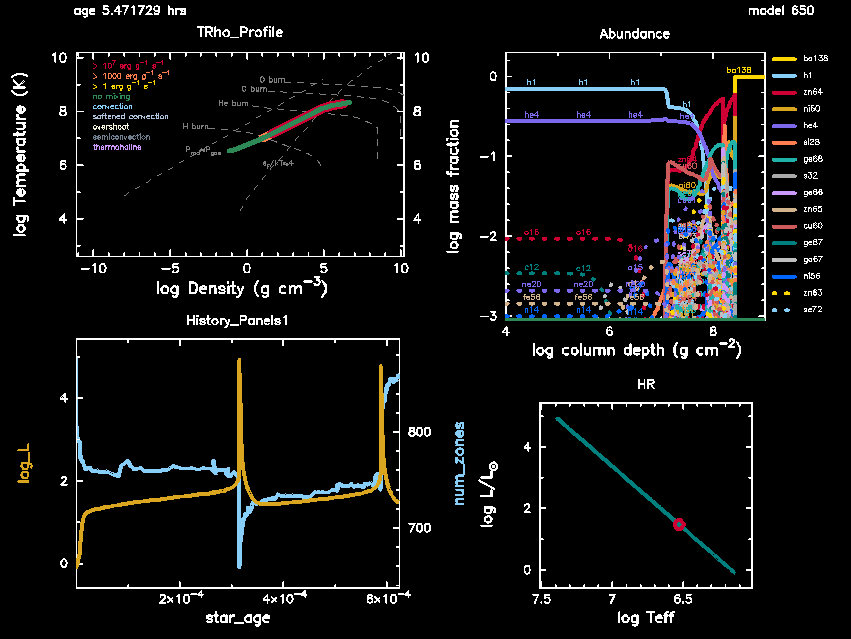 age 5.471729 hrs
model 650
TRho_Profile
log Temperature (K)
10
8
6
4
> 10⁷ erg g⁻¹ s⁻¹
> 1000 erg g⁻¹ s⁻¹
> 1 erg g⁻¹ s⁻¹
no mixing
convection
softened convection
overshoot
semiconvection
thermohaline
O burn
C burn
He burn
H burn
10
8
6
4
−10
−5
0
5
10
log Density (g cm⁻³)
Abundance
log mass fraction
0
−1
−2
−3
h1
h1
h1
h1
he4
he4
he4
ba138
o16
o16
o16
c12
c12
ne20
ne20
fe56
fe56
fe56
n14
n14
n14
4
6
8
log column depth (g cm⁻²)
ba138
h1
zn64
ni60
he4
si28
ge68
s32
ge66
zn65
cu60
ge67
ga67
ni56
zn63
se72
History_Panels1
log_L
4
2
0
800
700
num_zones
2×10⁻⁴
4×10⁻⁴
6×10⁻⁴
star_age
HR
log L/L☉
4
2
0
7.5
7
6.5
log Teff